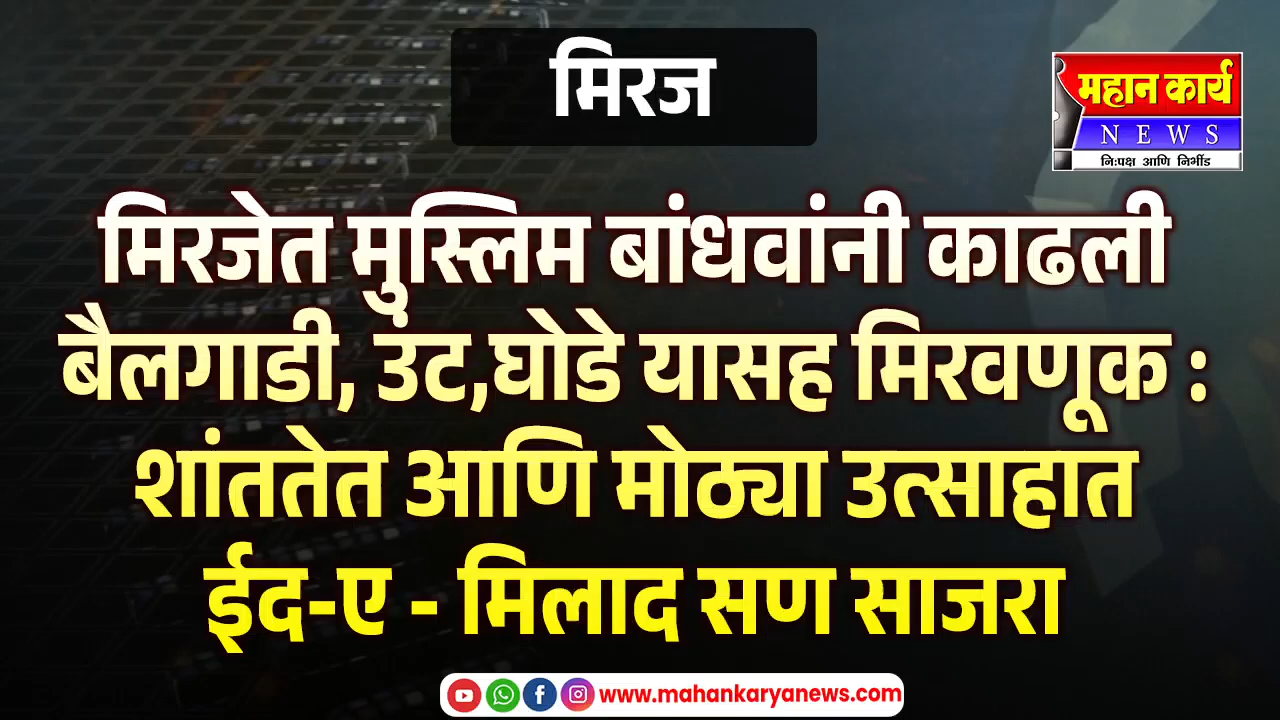 मिरज
महान कार्य
NEWS
नि:पक्ष आणि निर्भीड
मिरजेत मुस्लिम बांधवांनी काढली
बैलगाडी, उंट,घोडे यासह मिरवणूक :
शांततेत आणि मोठ्या उत्साहात
ईद-ए - मिलाद सण साजरा
www.mahankaryanews.com